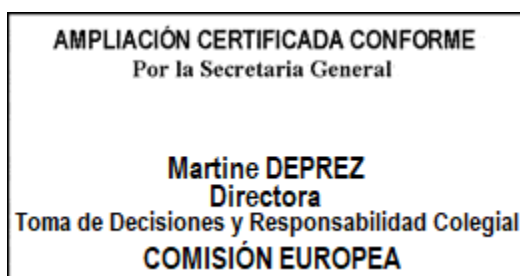 AMPLIACIÓN CERTIFICADA CONFORME
Por la Secretaria General
Martine DEPREZ
Directora
Toma de Decisiones y Responsabilidad Colegial
COMISIÓN EUROPEA